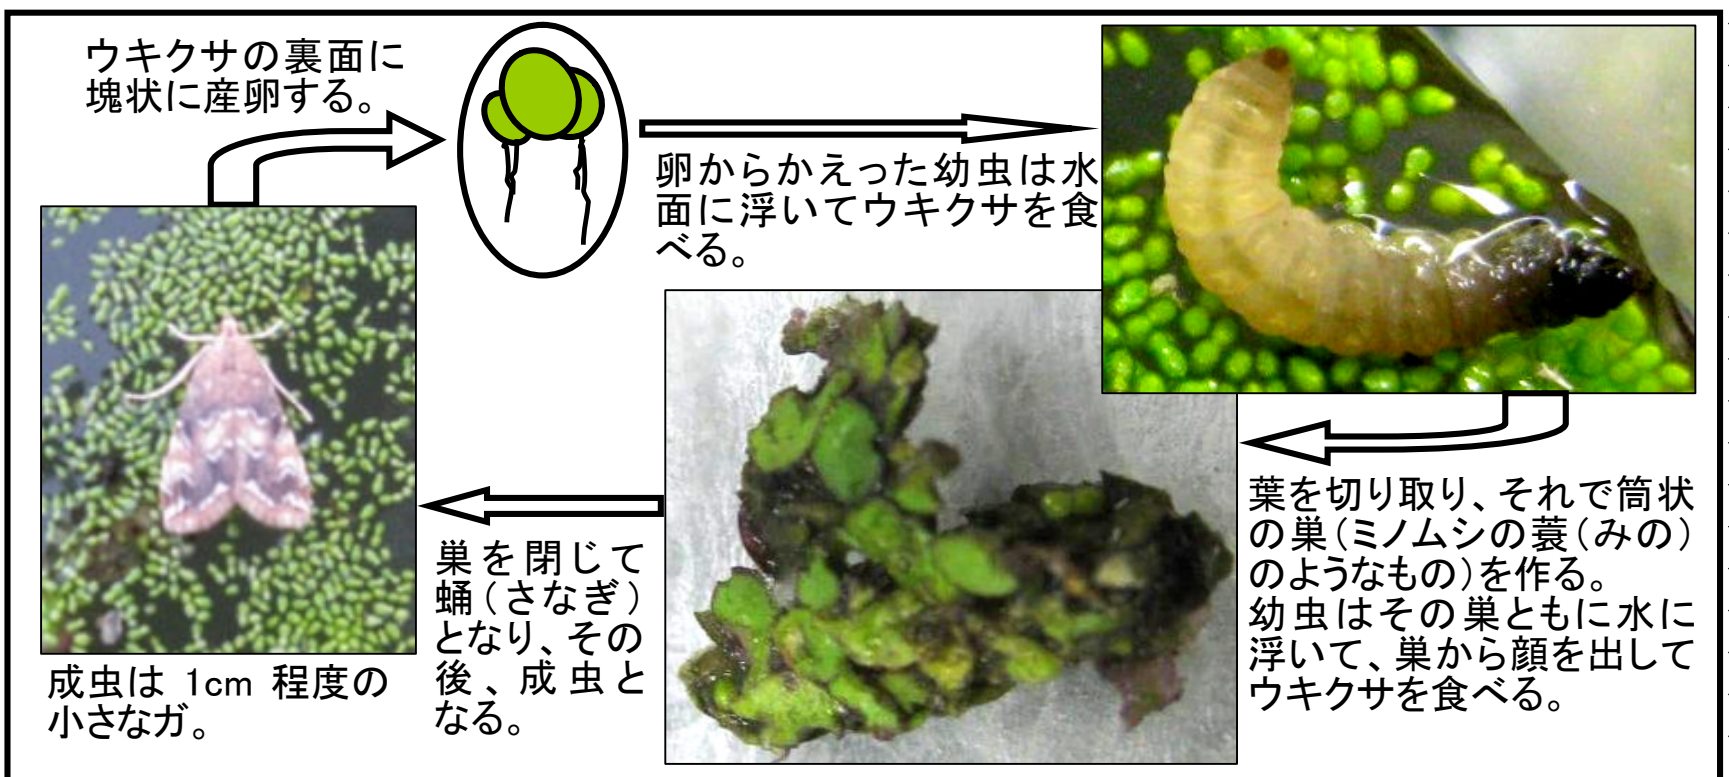 ウキクサの裏面に
塊状に産卵する。
卵からかえった幼虫は水
面に浮いてウキクサを食
べる。
葉を切り取り、それで筒状
の巣（ミノムシの蓑（みの）
のようなもの）を作る。
幼虫はその巣ともに水に
浮いて、巣から顔を出して
ウキクサを食べる。
巣を閉じて
蛹（さなぎ）
となり、その
後、成虫と
なる。
成虫は 1cm 程度の
小さなガ。